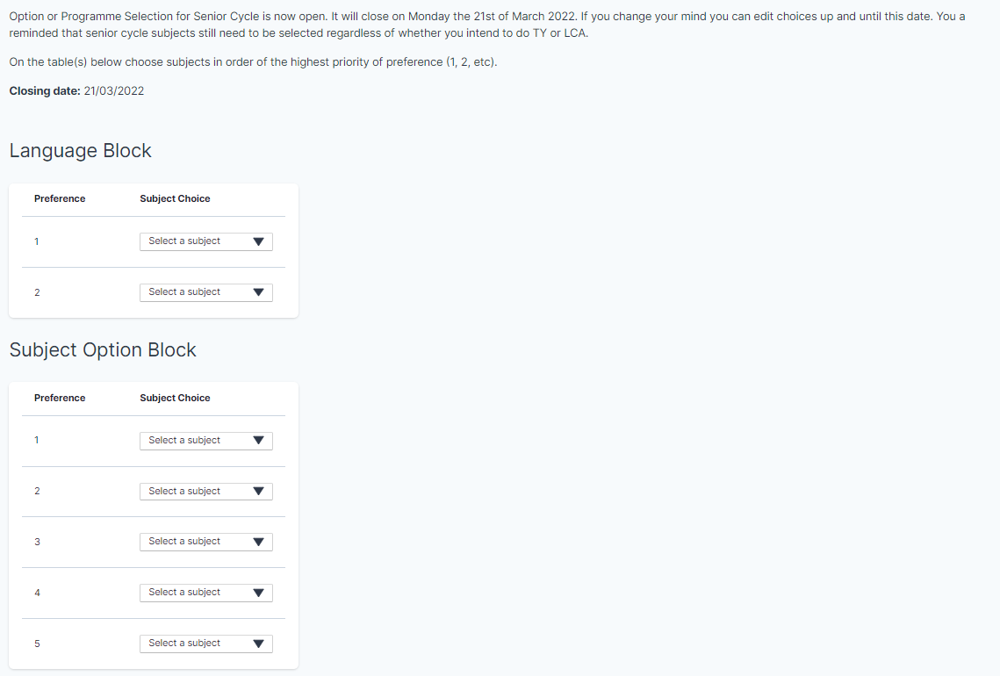 Option or Programme Selection for Senior Cycle is now open. It will close on Monday the 21st of March 2022. If you change your mind you can edit choices up and until this date. You a
reminded that senior cycle subjects still need to be selected regardless of whether you intend to do TY or LCA.
On the table(s) below choose subjects in order of the highest priority of preference (1, 2, etc).
Closing date: 21/03/2022
Language Block
Preference Subject Choice
1 Select a subject
2 Select a subject
Subject Option Block
Preference Subject Choice
1 Select a subject
2 Select a subject
3 Select a subject
4 Select a subject
5 Select a subject